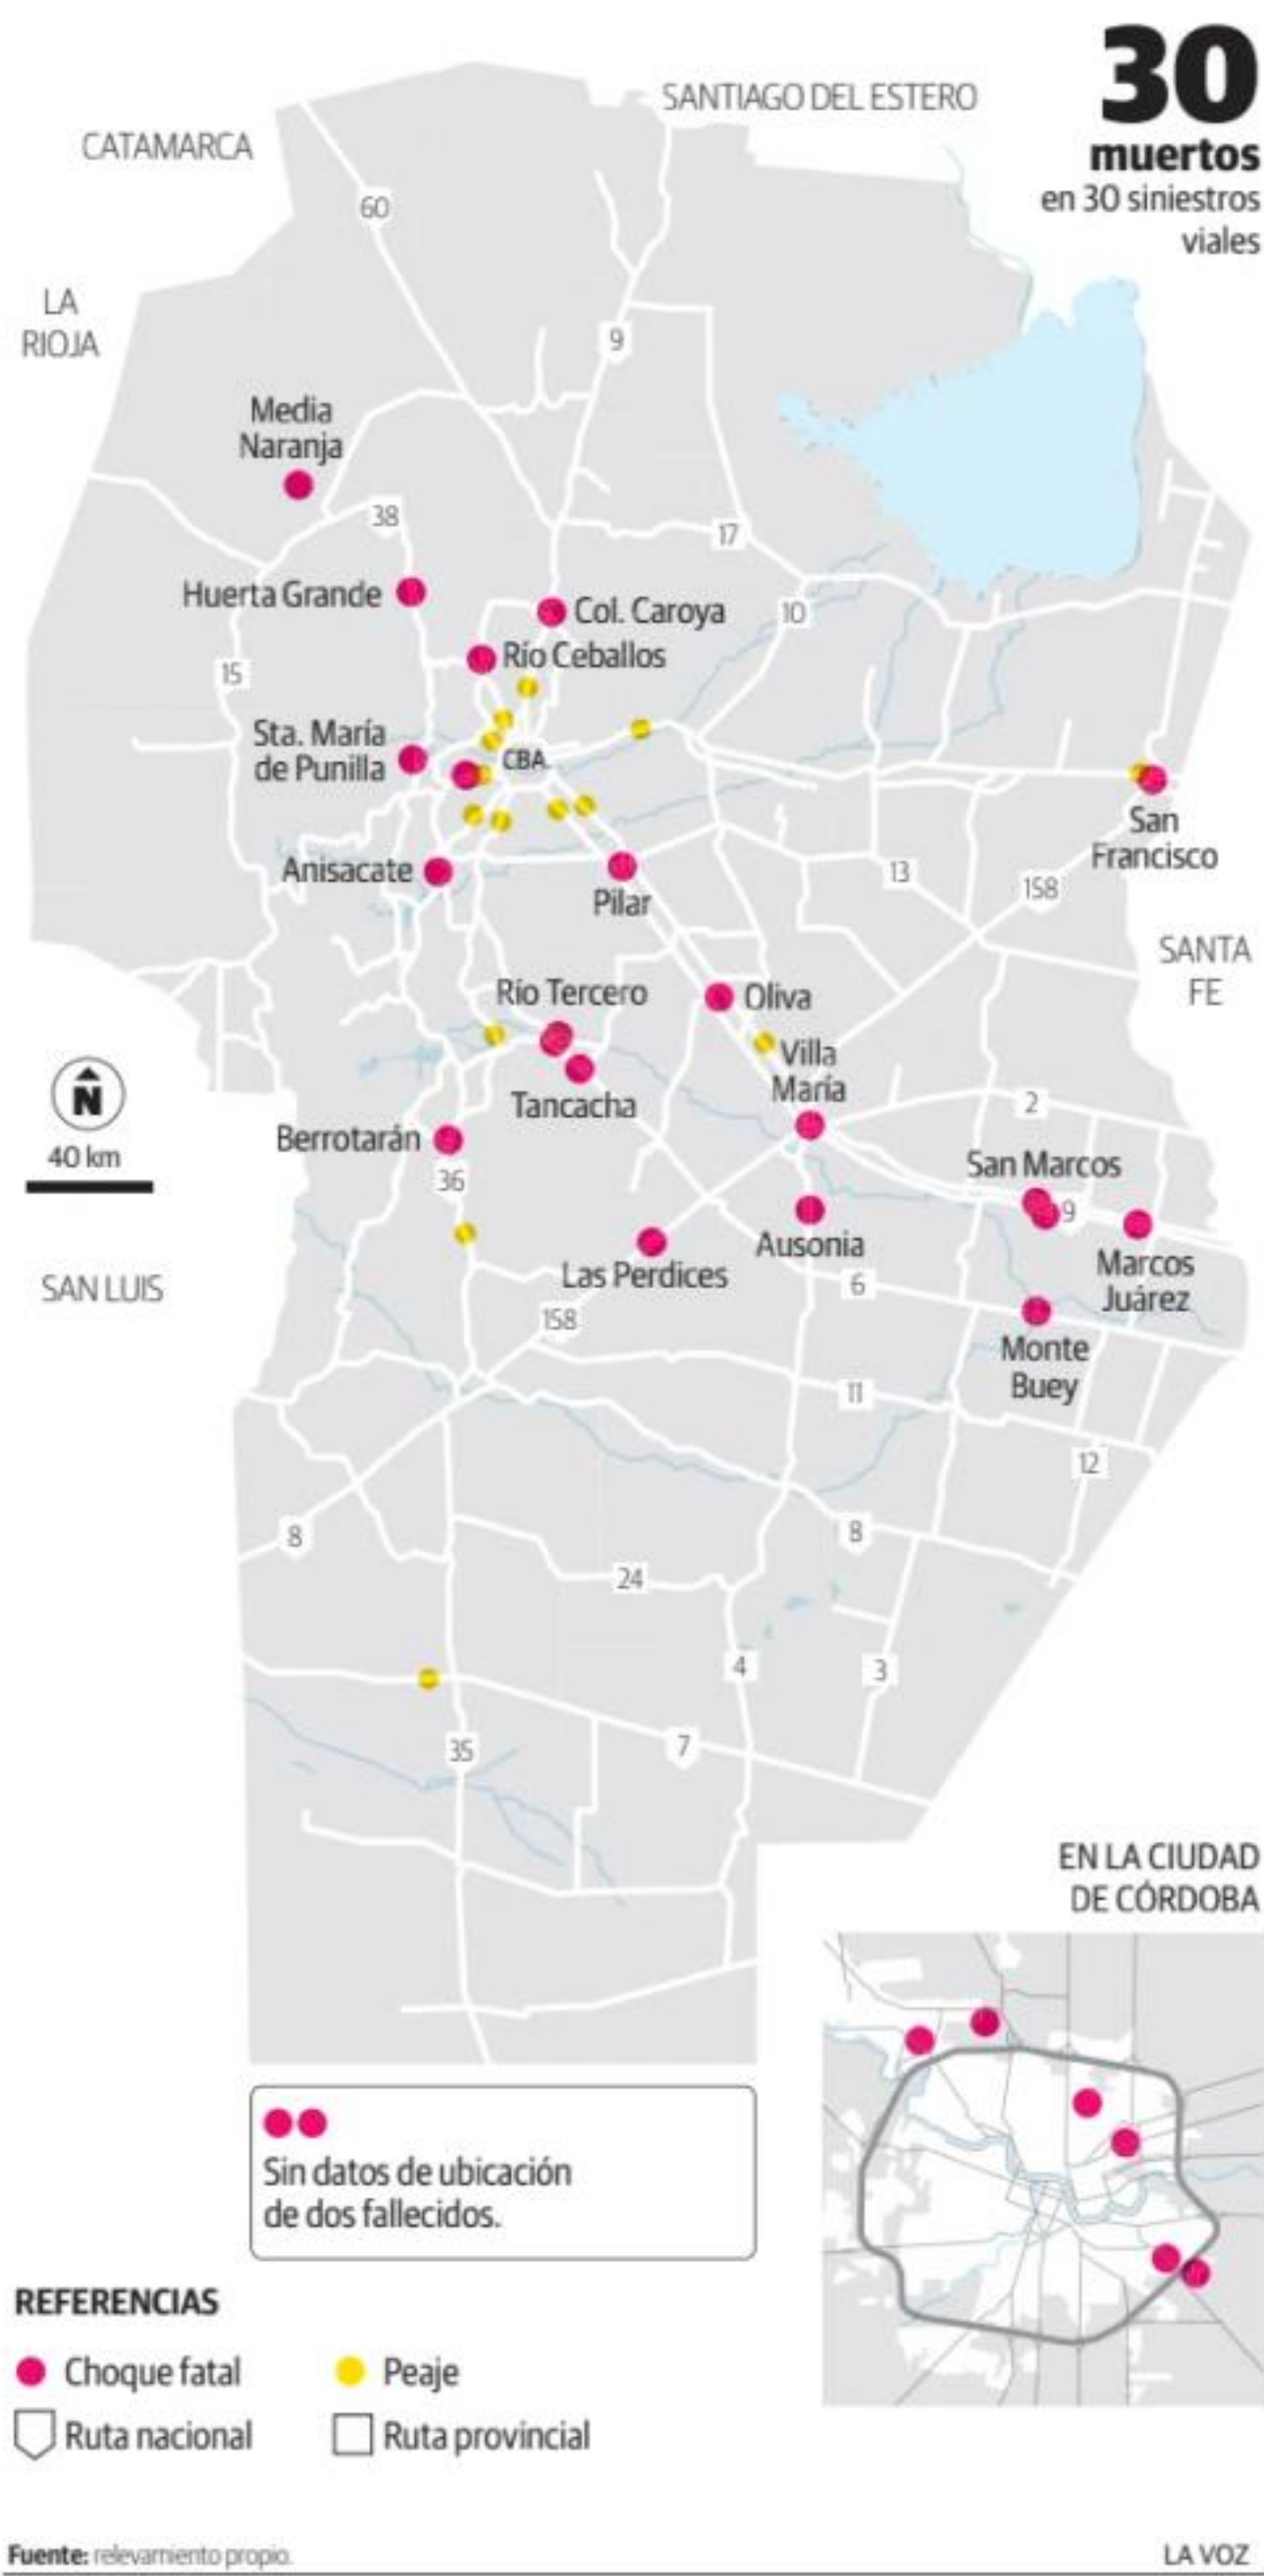 30
muertos
en 30 siniestros
viales
SANTIAGO DEL ESTERO
CATAMARCA
60
LA
RIOJA
9
Media
Naranja
38
17
Huerta Grande
Col. Caroya
10
Río Ceballos
15
Sta. María
de Punilla
CBA.
San
Francisco
Anisacate
13
158
Pilar
SANTA
FE
Río Tercero
Oliva
Villa
María
N
40 km
Tancacha
2
Berrotarán
36
San Marcos
9
Ausonia
Marcos
Juárez
Las Perdices
SAN LUIS
6
158
Monte
Buey
11
12
8
8
24
4
3
35
7
EN LA CIUDAD
DE CÓRDOBA
Sin datos de ubicación
de dos fallecidos.
REFERENCIAS
Choque fatal
Peaje
Ruta nacional
Ruta provincial
Fuente: relevamiento propio.
LA VOZ